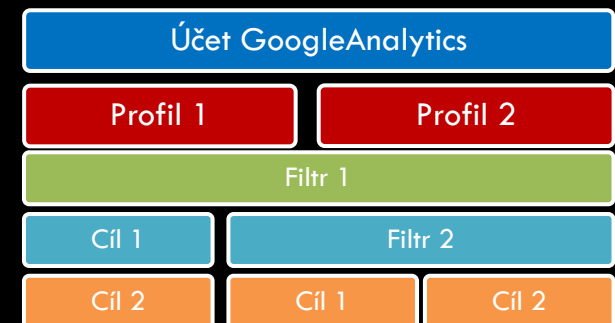 Účet GoogleAnalytics
Profil 1
Profil 2
Filtr 1
Cíl 1
Filtr 2
Cíl 2
Cíl 1
Cíl 2